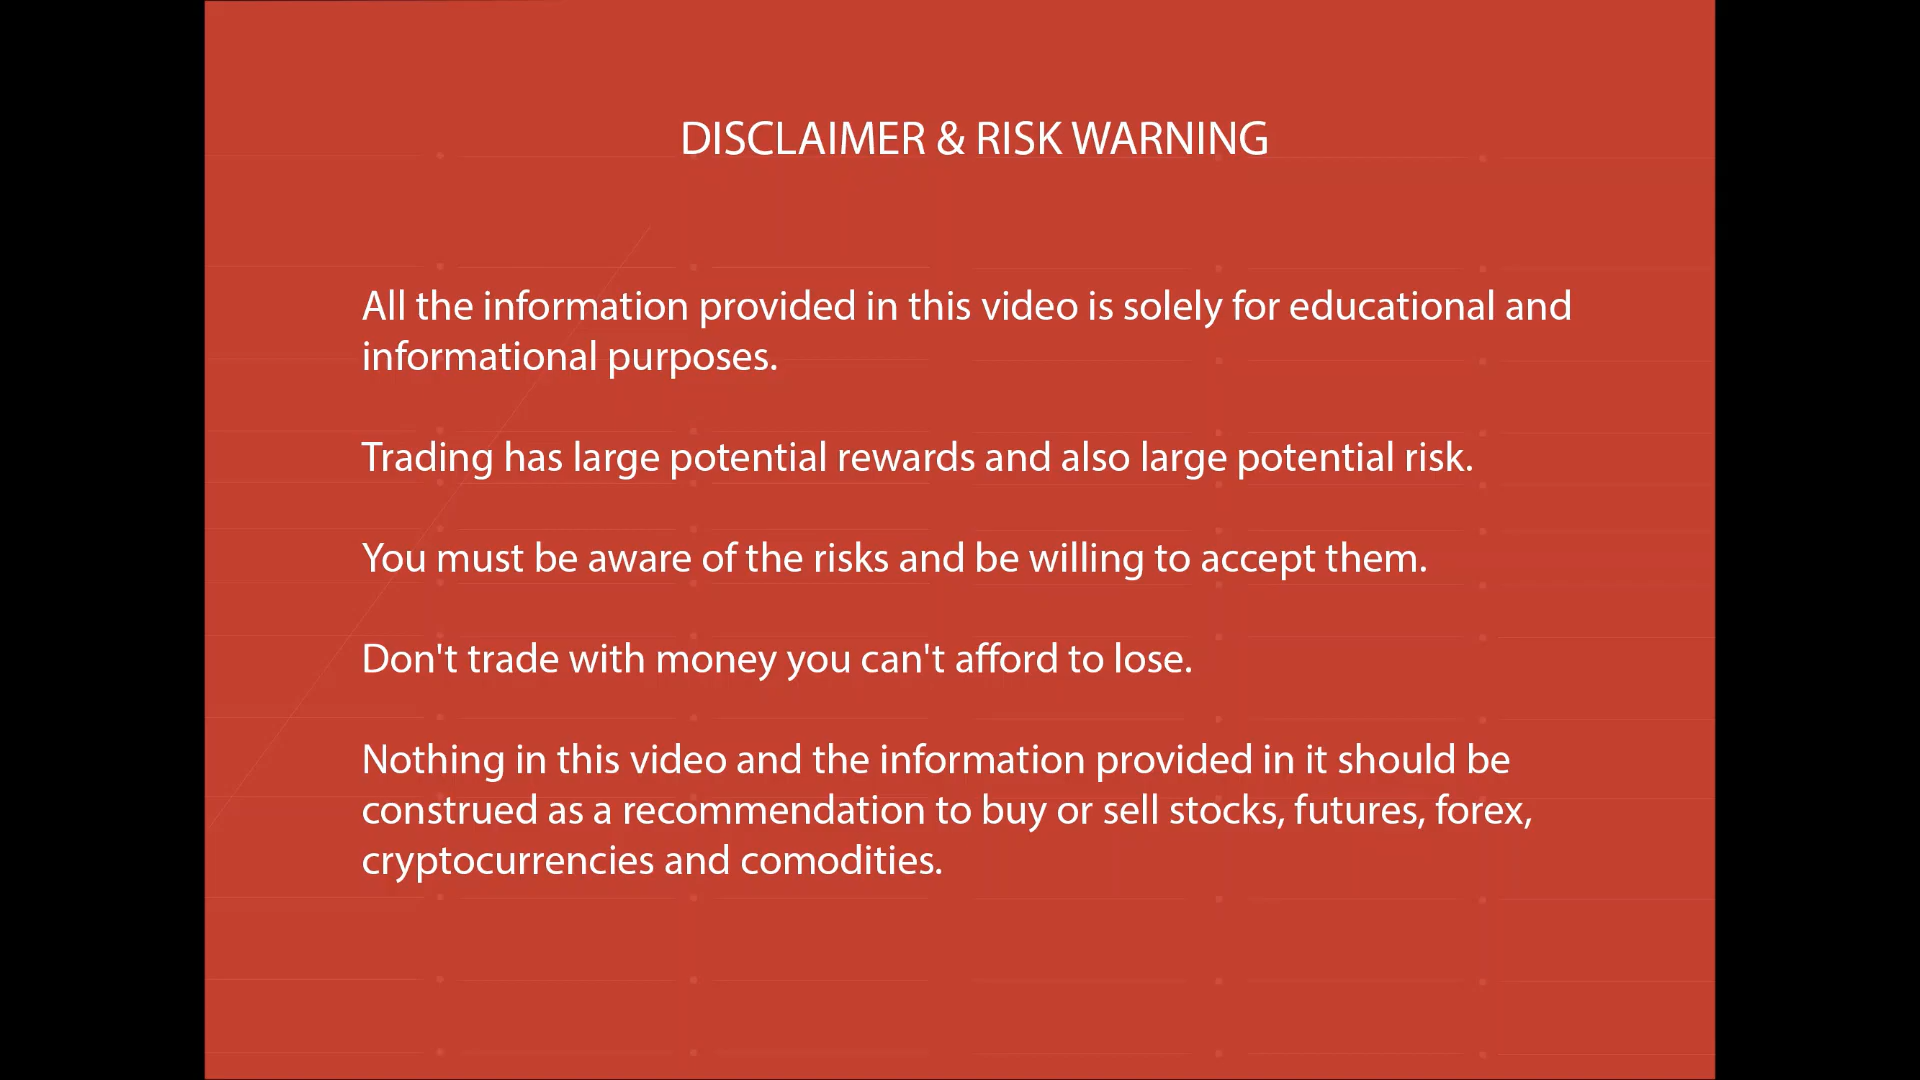 DISCLAIMER & RISK WARNING
All the information provided in this video is solely for educational and
informational purposes.
Trading has large potential rewards and also large potential risk.
You must be aware of the risks and be willing to accept them.
Don't trade with money you can't afford to lose.
Nothing in this video and the information provided in it should be
construed as a recommendation to buy or sell stocks, futures, forex,
cryptocurrencies and comodities.